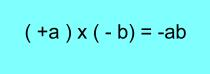 ( +a ) x ( - b) = -ab